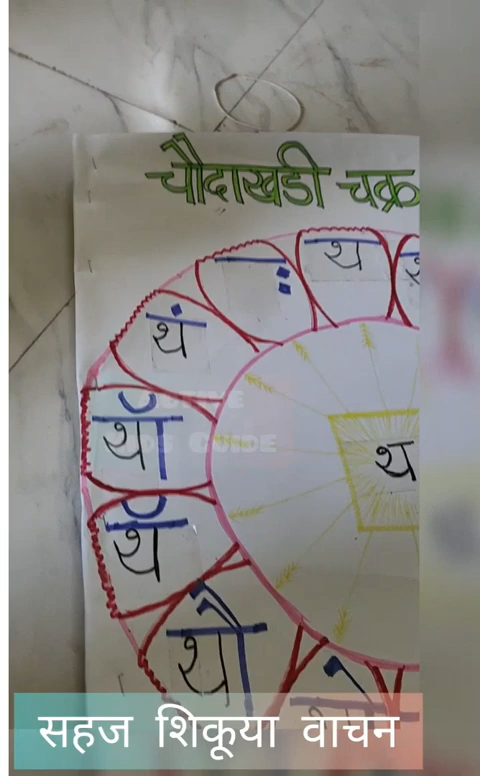 चौदाखडी चक्र
थ
थं
थॉ
थ
थॅ
थौ
सहज शिकूया वाचन